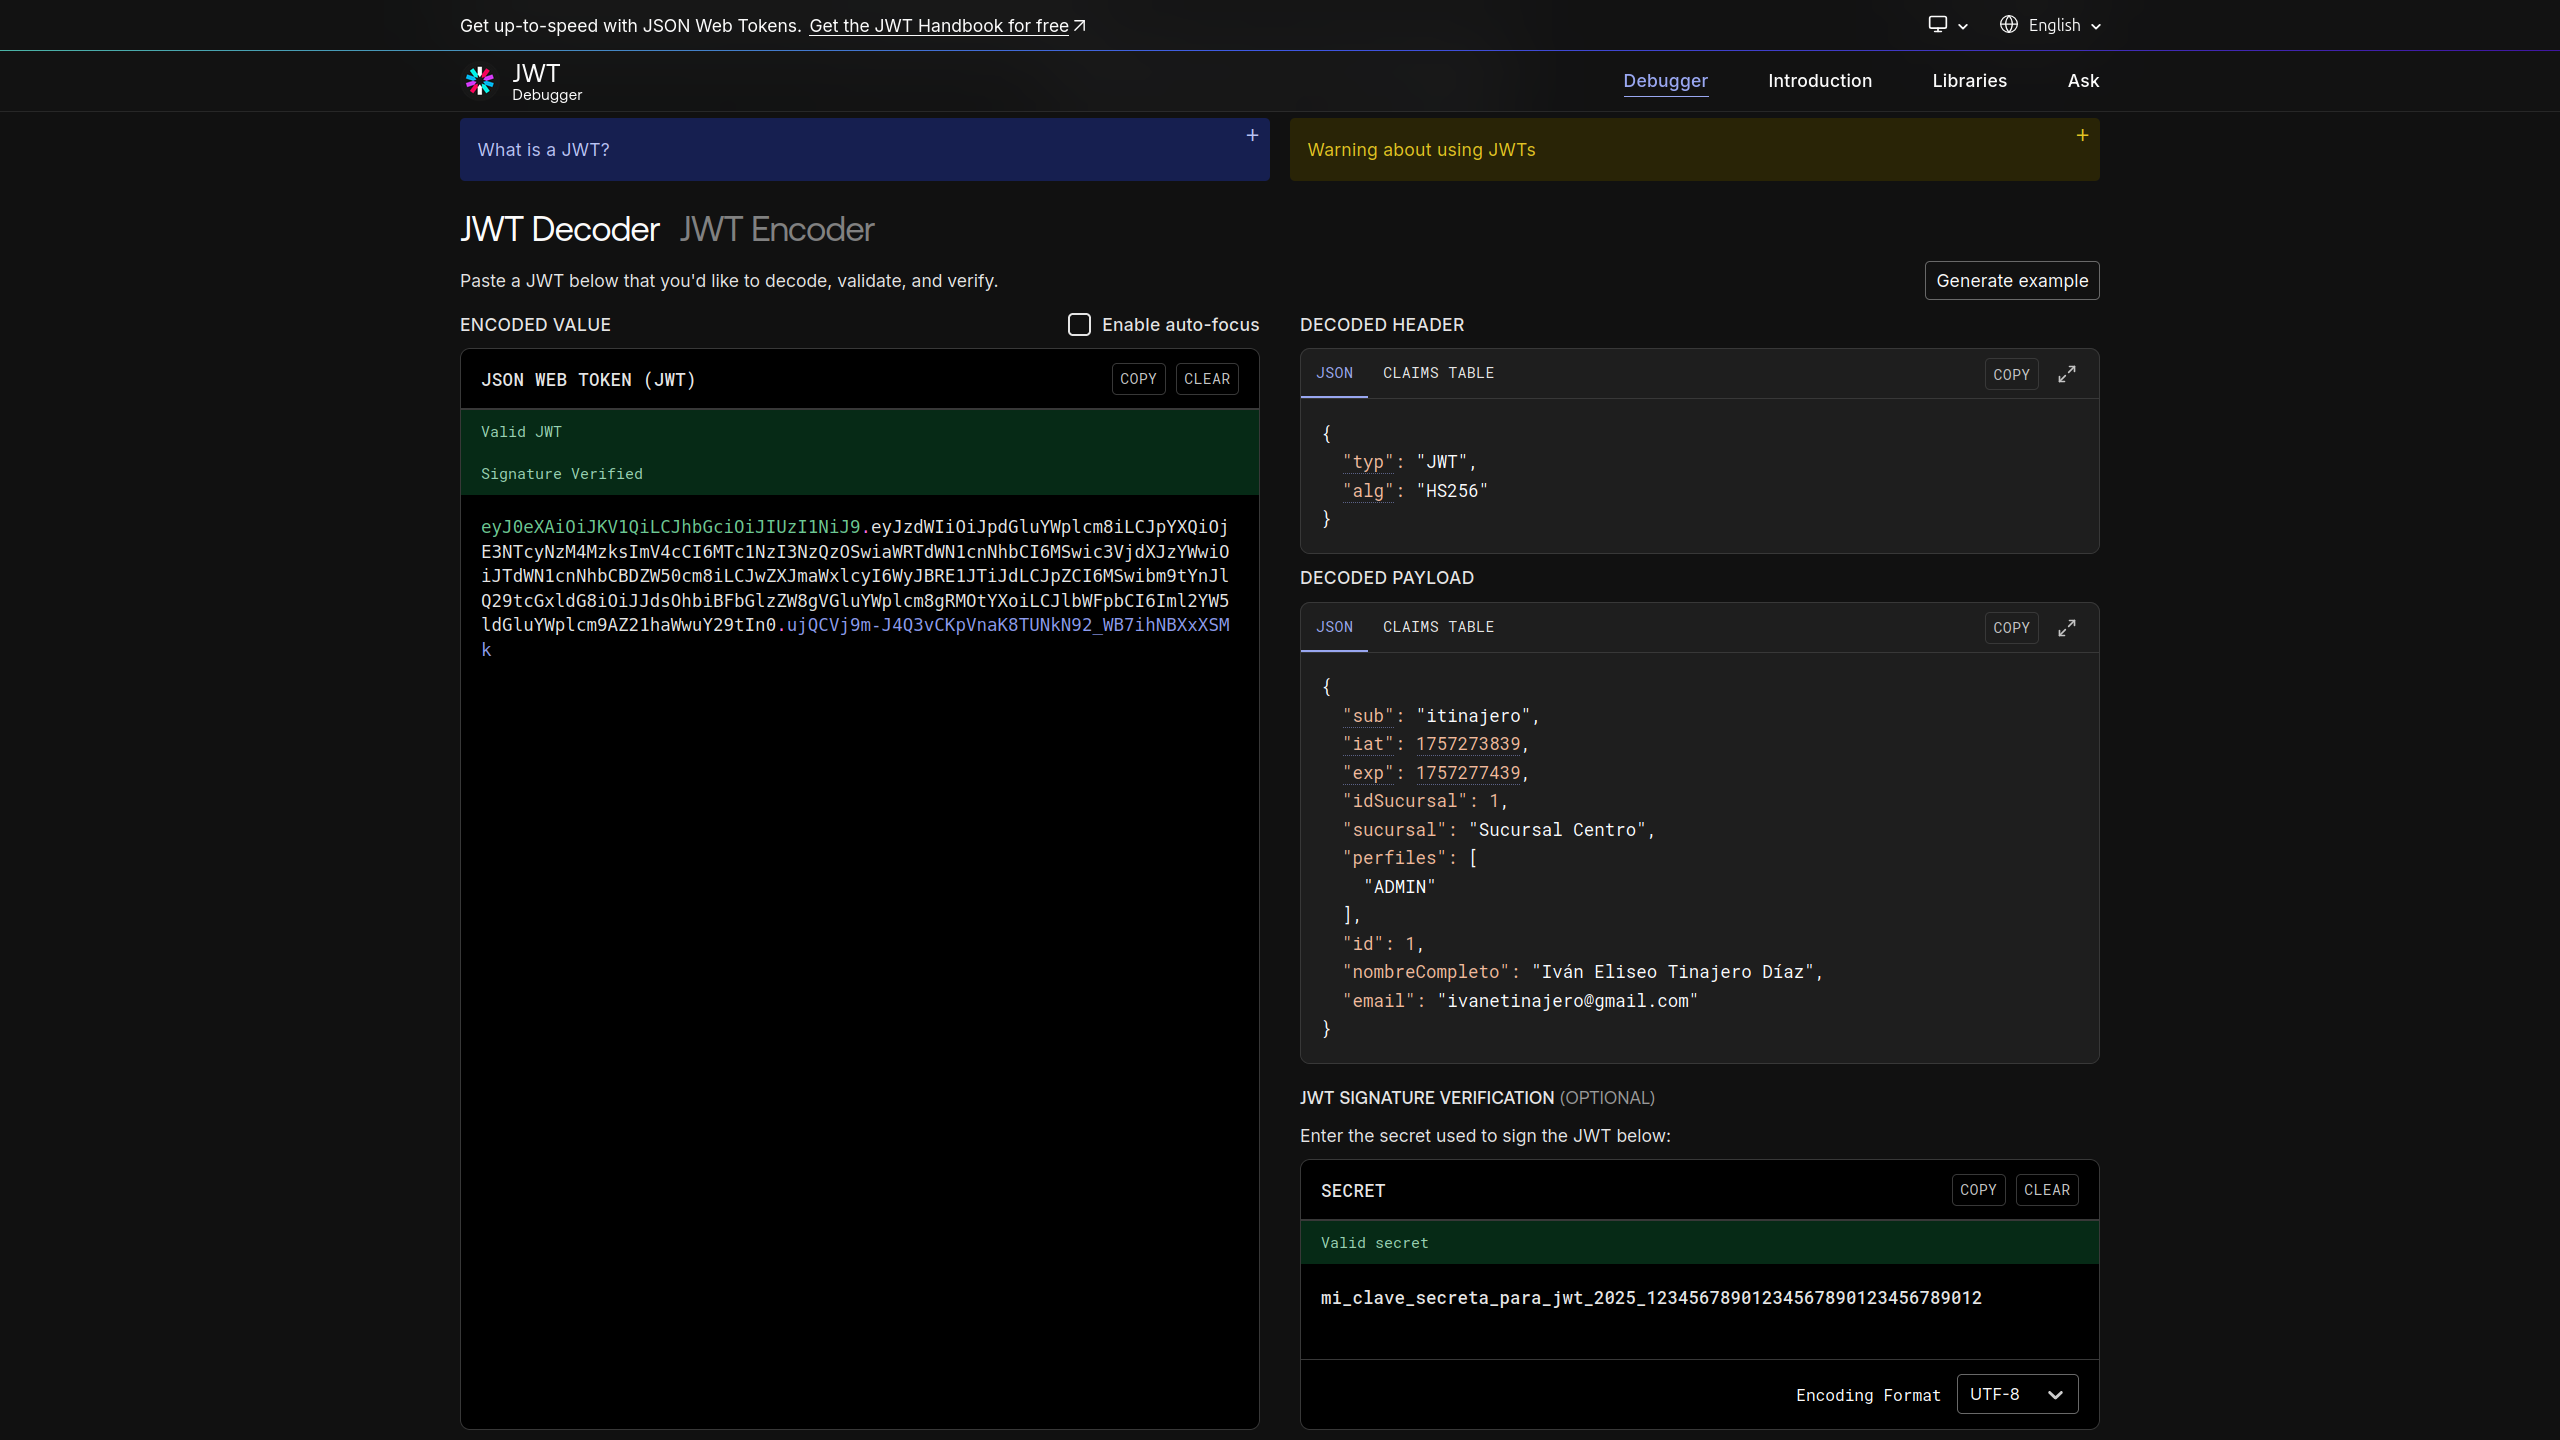 Get up-to-speed with JSON Web Tokens. Get the JWT Handbook for free
English
JWT
Debugger
Debugger
Introduction
Libraries
Ask
What is a JWT?
+
Warning about using JWTs
+
JWT Decoder
JWT Encoder
Paste a JWT below that you'd like to decode, validate, and verify.
Generate example
ENCODED VALUE
Enable auto-focus
JSON WEB TOKEN (JWT)
COPY
CLEAR
Valid JWT
Signature Verified
eyJ0eXAiOiJKV1QiLCJhbGciOiJIUzI1NiJ9.eyJzdWIiOiJpdGluYWplcm8iLCJpYXQiOj
E3NTcyNzM4MzksImV4cCI6MTc1NzI3NzQzOSwiaWRTdWN1cnNhbCI6MSwic3VjdXJzYWwiO
iJTdWN1cnNhbCBDZW50cm8iLCJwZXJmaWxlcyI6WyJBRE1JTiJdLCJpZCI6MSwibm9tYnJl
Q29tcGxldG8iOiJJdsOhbiBFbGlzZW8gVGluYWplcm8gRMOtYXoiLCJlbWFpbCI6Iml2YW5
ldGluYWplcm9AZ21haWwuY29tIn0.ujQCVj9m-J4Q3vCKpVnaK8TUNkN92_WB7ihNBXxXSM
k
DECODED HEADER
JSON
CLAIMS TABLE
COPY
{
"typ": "JWT",
"alg": "HS256"
}
DECODED PAYLOAD
JSON
CLAIMS TABLE
COPY
{
"sub": "itinajero",
"iat": 1757273839,
"exp": 1757277439,
"idSucursal": 1,
"sucursal": "Sucursal Centro",
"perfiles": [
"ADMIN"
],
"id": 1,
"nombreCompleto": "Iván Eliseo Tinajero Díaz",
"email": "ivanetinajero@gmail.com"
}
JWT SIGNATURE VERIFICATION (OPTIONAL)
Enter the secret used to sign the JWT below:
SECRET
COPY
CLEAR
Valid secret
mi_clave_secreta_para_jwt_2025_12345678901234567890123456789012
Encoding Format
UTF-8